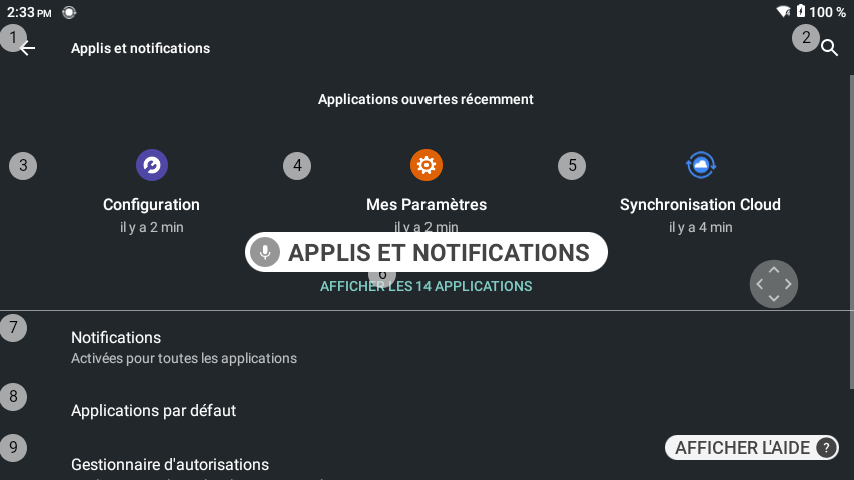 2:33 PM
100 %
1
Applis et notifications
2
Applications ouvertes récemment
3
4
5
Configuration
Mes Paramètres
Synchronisation Cloud
il y a 2 min
il y a 2 min
il y a 4 min
APPLIS ET NOTIFICATIONS
6
AFFICHER LES 14 APPLICATIONS
7
Notifications
Activées pour toutes les applications
8
Applications par défaut
9
AFFICHER L'AIDE ?
Gestionnaire d'autorisations